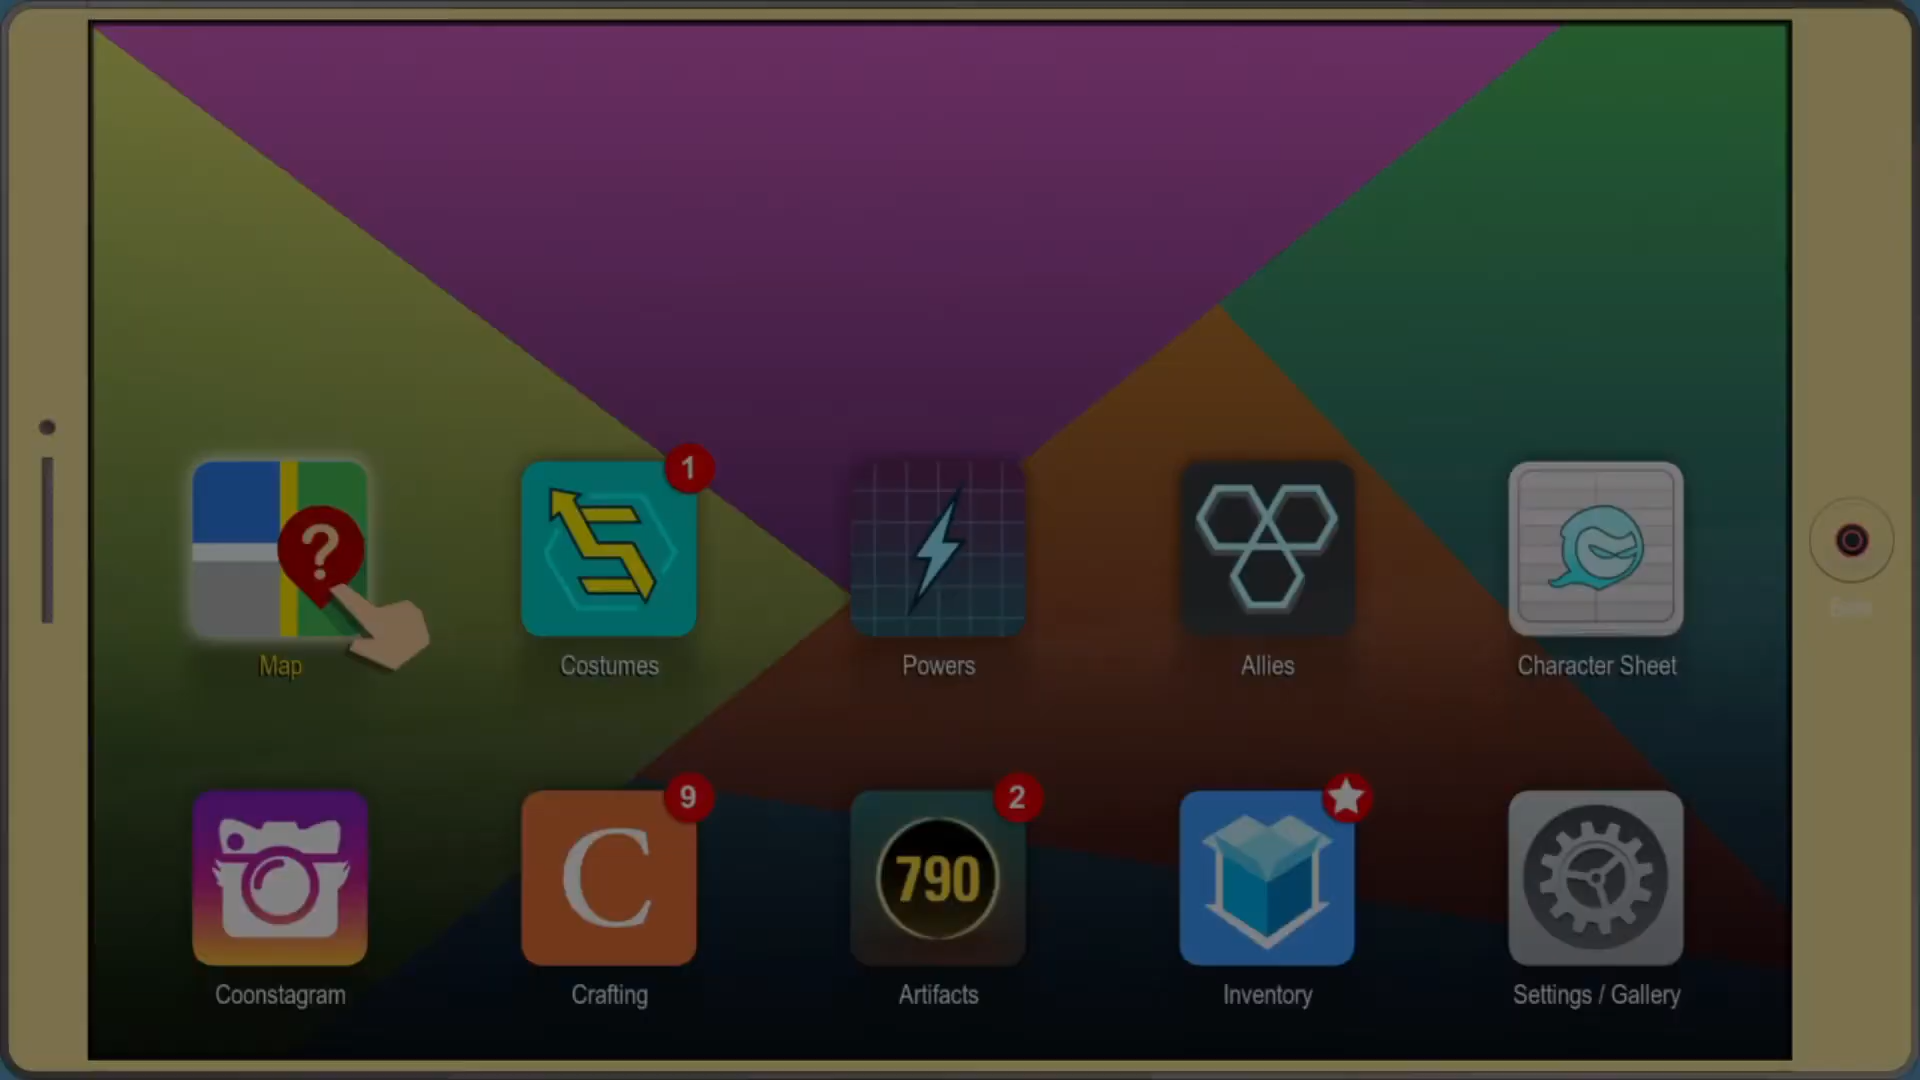 ?
1
Map
Costumes
Powers
Allies
Character Sheet
9
2
C
790
Coonstagram
Crafting
Artifacts
Inventory
Settings / Gallery